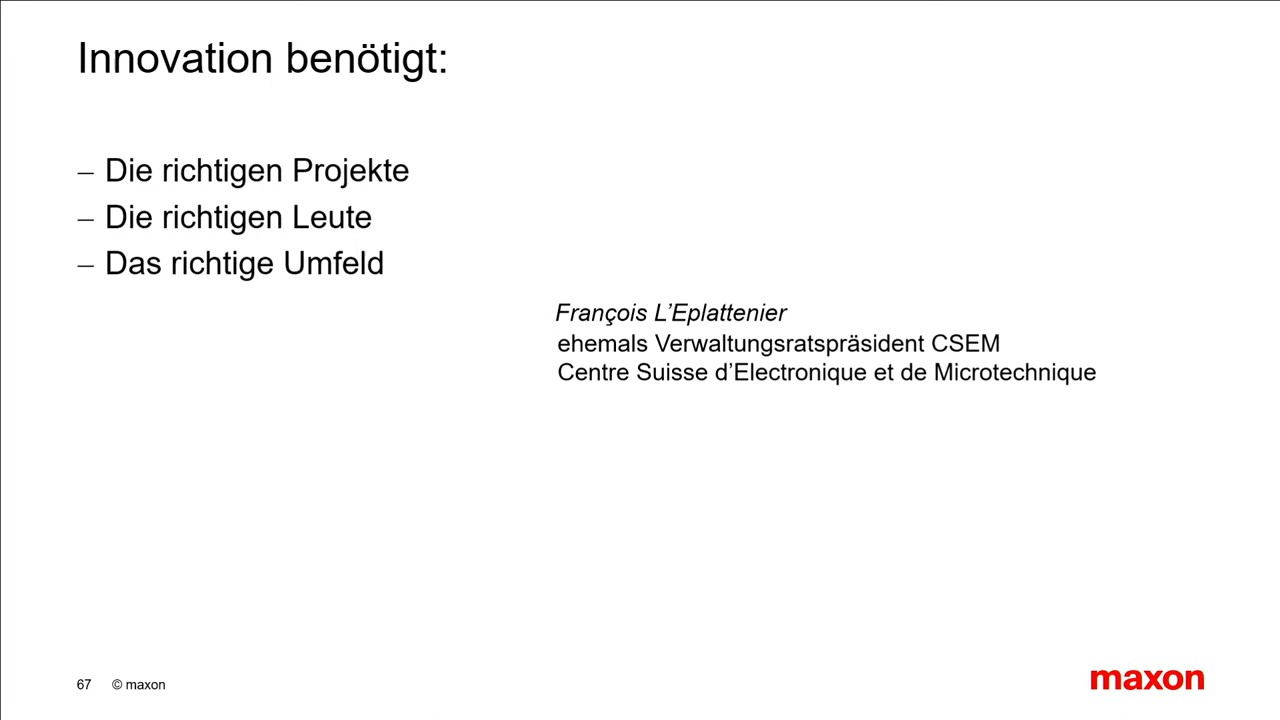 Innovation benötigt:
– Die richtigen Projekte
– Die richtigen Leute
– Das richtige Umfeld
François L’Eplattenier
ehemals Verwaltungsratspräsident CSEM
Centre Suisse d’Electronique et de Microtechnique
67 © maxon
maxon